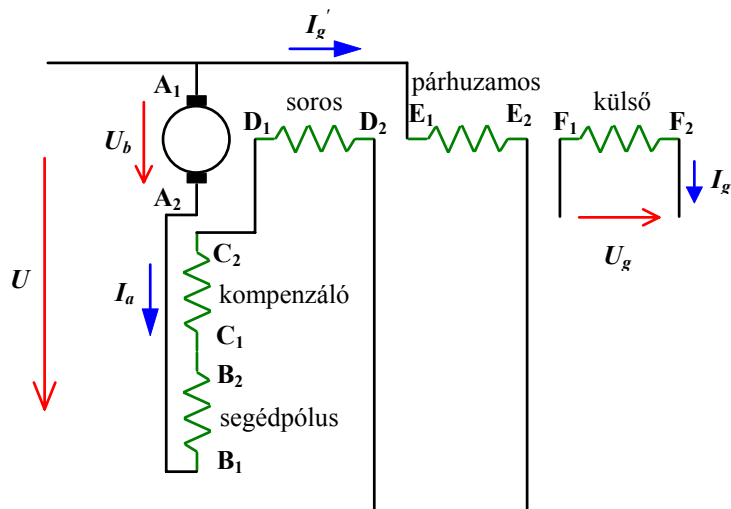 I_g'
A₁
soros
párhuzamos
külső
D₁
D₂
E₁
E₂
F₁
F₂
U_b
I_g
A₂
U_g
C₂
U
I_a
kompenzáló
C₁
B₂
segédpólus
B₁